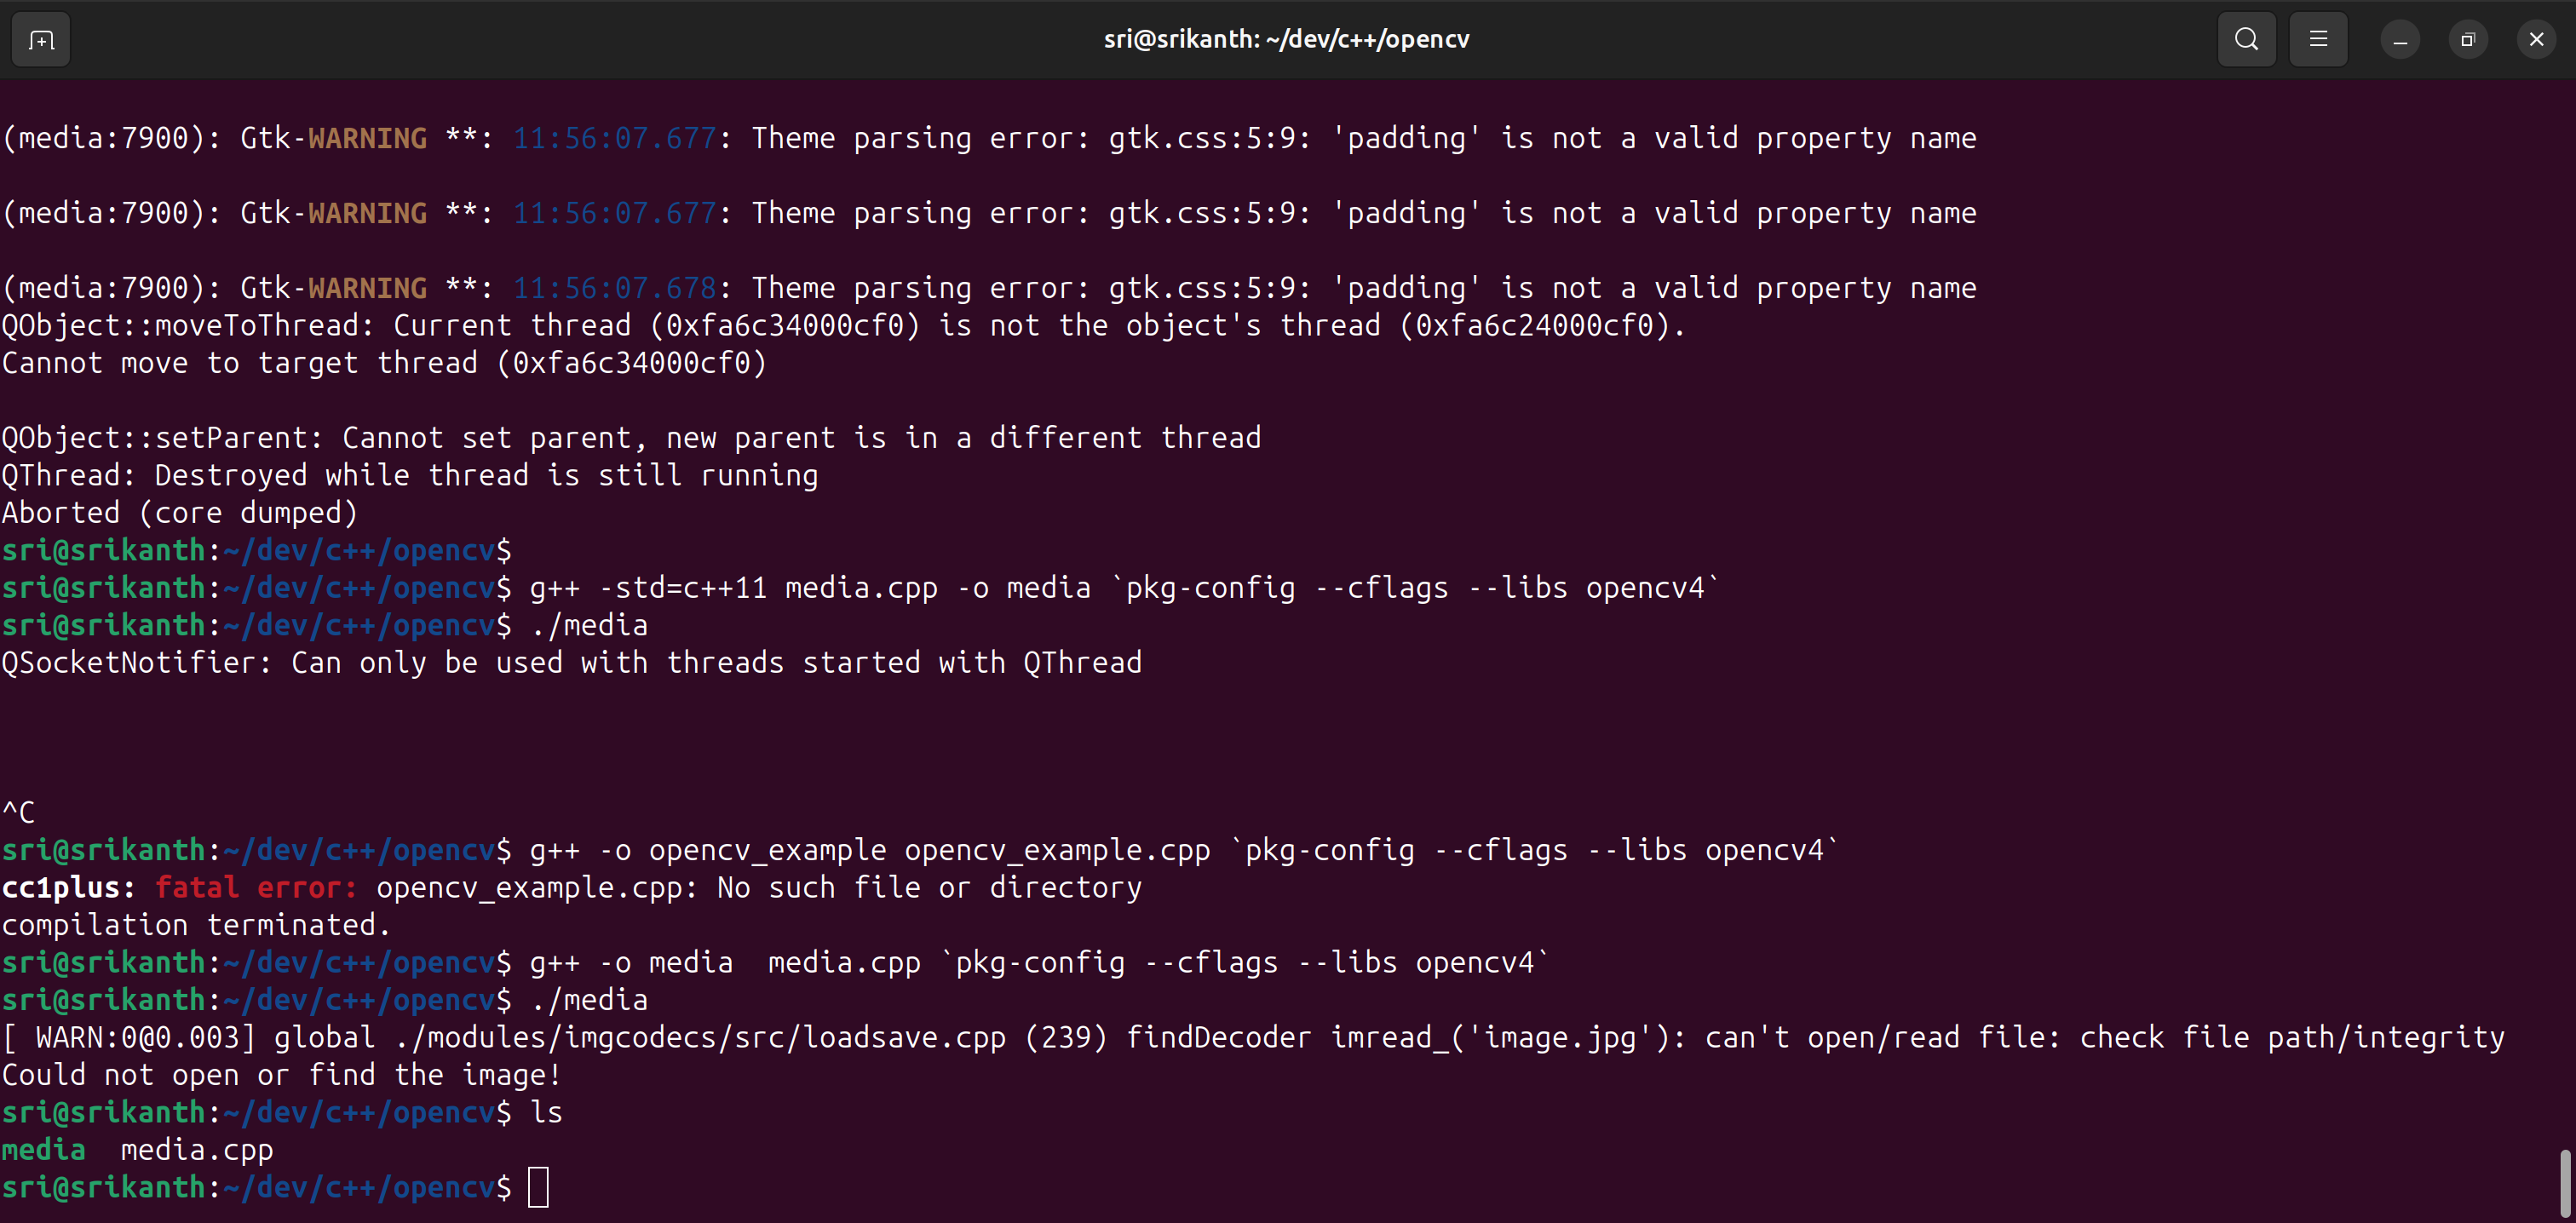 sri@srikanth: ~/dev/c++/opencv
(media:7900): Gtk-WARNING **: 11:56:07.677: Theme parsing error: gtk.css:5:9: 'padding' is not a valid property name
(media:7900): Gtk-WARNING **: 11:56:07.677: Theme parsing error: gtk.css:5:9: 'padding' is not a valid property name
(media:7900): Gtk-WARNING **: 11:56:07.678: Theme parsing error: gtk.css:5:9: 'padding' is not a valid property name
QObject::moveToThread: Current thread (0xfa6c34000cf0) is not the object's thread (0xfa6c24000cf0).
Cannot move to target thread (0xfa6c34000cf0)
QObject::setParent: Cannot set parent, new parent is in a different thread
QThread: Destroyed while thread is still running
Aborted (core dumped)
sri@srikanth:~/dev/c++/opencv$
sri@srikanth:~/dev/c++/opencv$ g++ -std=c++11 media.cpp -o media `pkg-config --cflags --libs opencv4`
sri@srikanth:~/dev/c++/opencv$ ./media
QSocketNotifier: Can only be used with threads started with QThread
^C
sri@srikanth:~/dev/c++/opencv$ g++ -o opencv_example opencv_example.cpp `pkg-config --cflags --libs opencv4`
cc1plus: fatal error: opencv_example.cpp: No such file or directory
compilation terminated.
sri@srikanth:~/dev/c++/opencv$ g++ -o media  media.cpp `pkg-config --cflags --libs opencv4`
sri@srikanth:~/dev/c++/opencv$ ./media
[ WARN:0@0.003] global ./modules/imgcodecs/src/loadsave.cpp (239) findDecoder imread_('image.jpg'): can't open/read file: check file path/integrity
Could not open or find the image!
sri@srikanth:~/dev/c++/opencv$ ls
media  media.cpp
sri@srikanth:~/dev/c++/opencv$